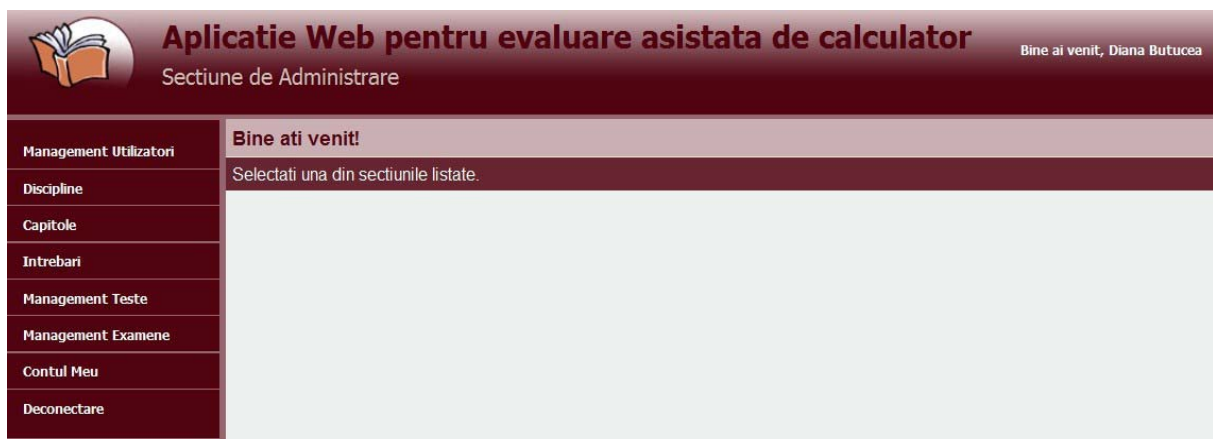 Aplicatie Web pentru evaluare asistata de calculator
Sectiune de Administrare
Bine ai venit, Diana Butucea
Management Utilizatori
Discipline
Capitole
Intrebari
Management Teste
Management Examene
Contul Meu
Deconectare
Bine ati venit!
Selectati una din sectiunile listate.